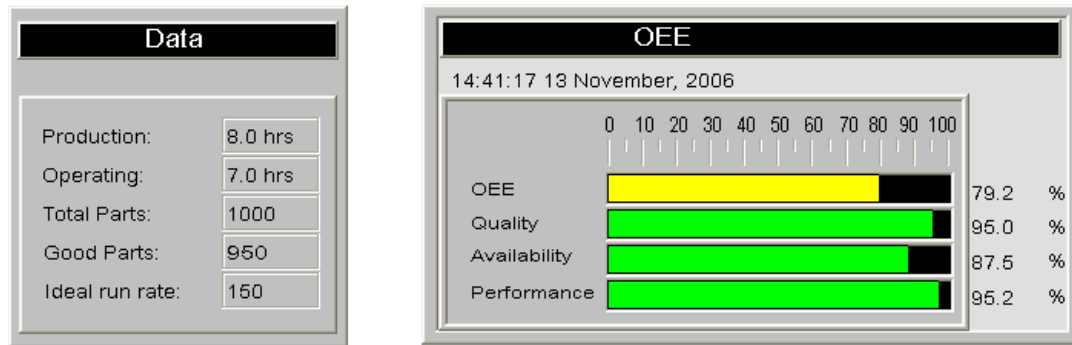 Data
Production: 8.0 hrs
Operating: 7.0 hrs
Total Parts: 1000
Good Parts: 950
Ideal run rate: 150
OEE
14:41:17 13 November, 2006
0 10 20 30 40 50 60 70 80 90 100
OEE 79.2 %
Quality 95.0 %
Availability 87.5 %
Performance 95.2 %